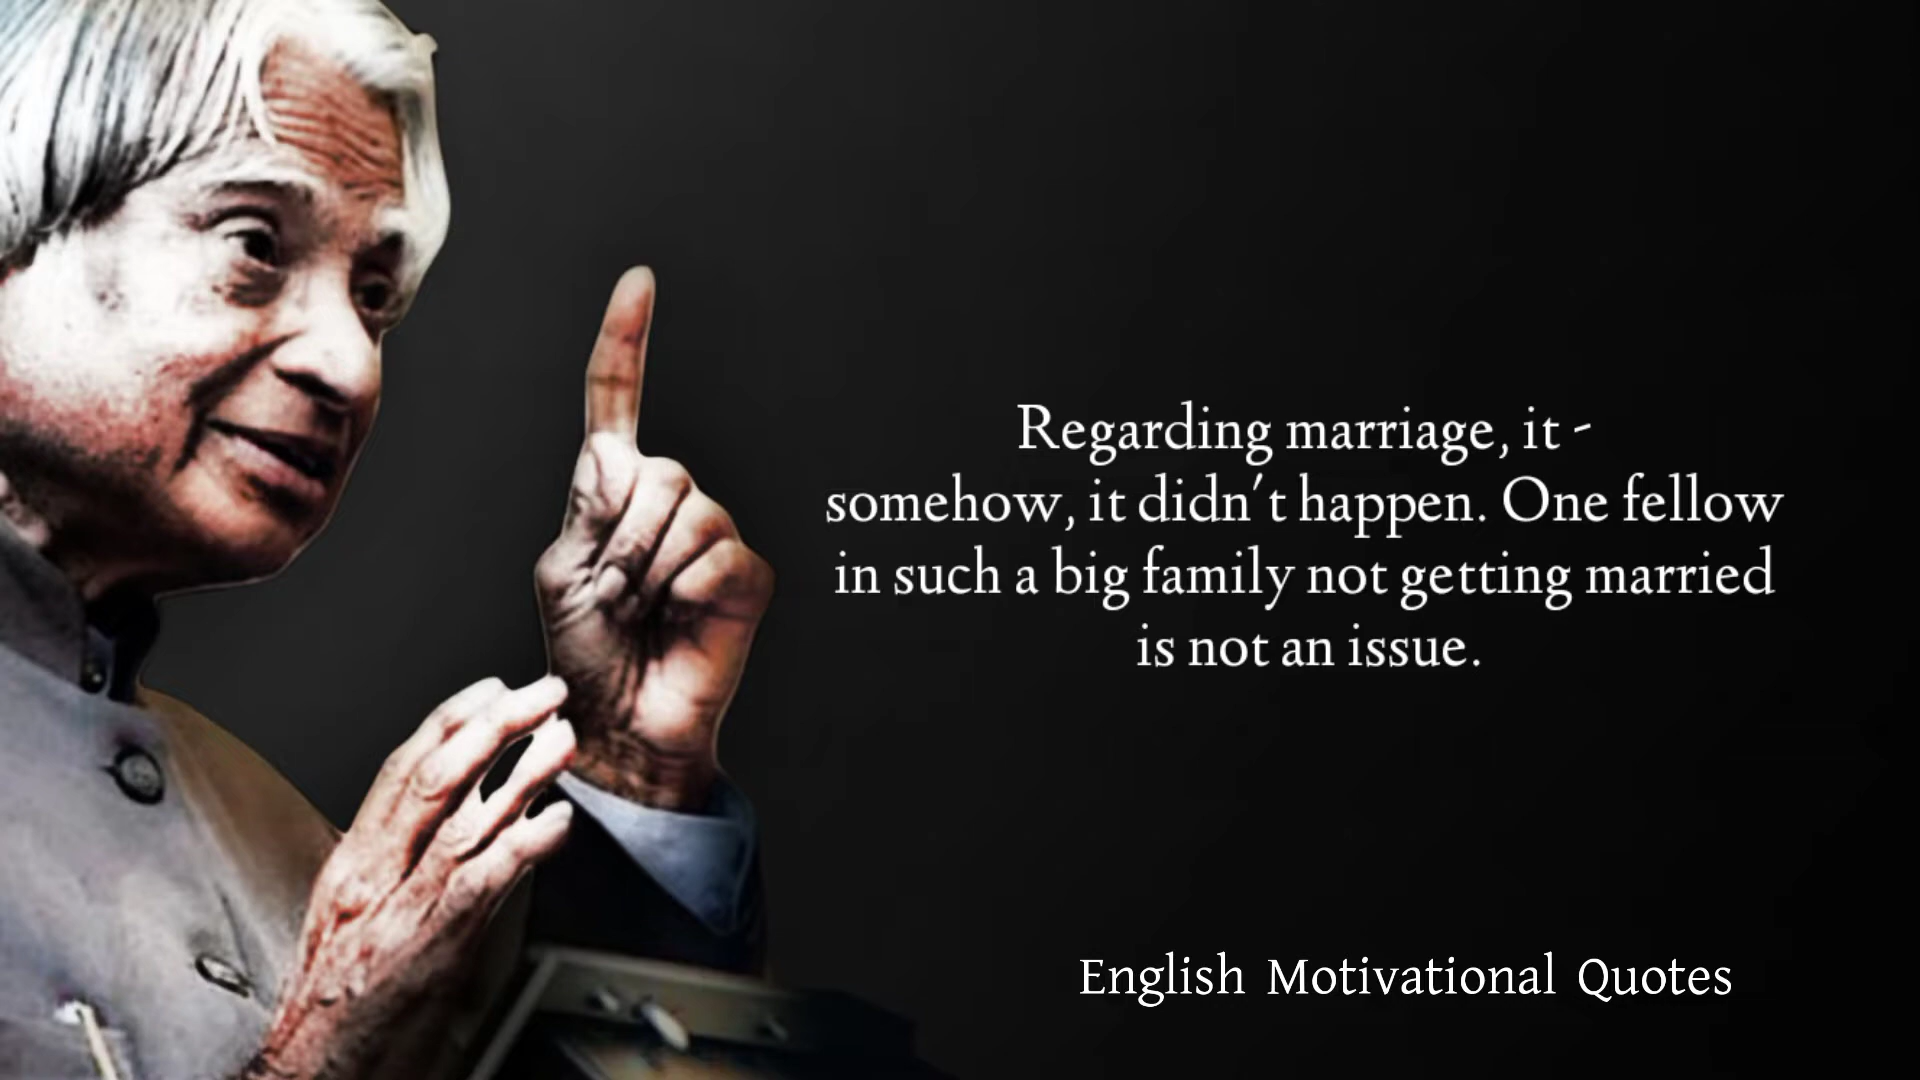 Regarding marriage, it -
somehow, it didn't happen. One fellow
in such a big family not getting married
is not an issue.
English Motivational Quotes